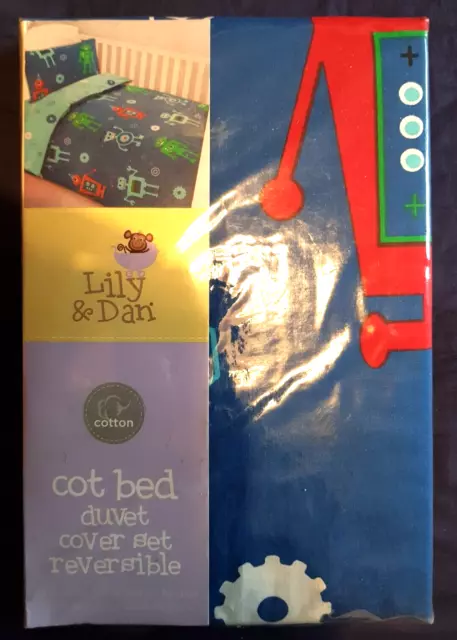 Lily
& Dan
cotton
cot bed
duvet
cover set
reversible